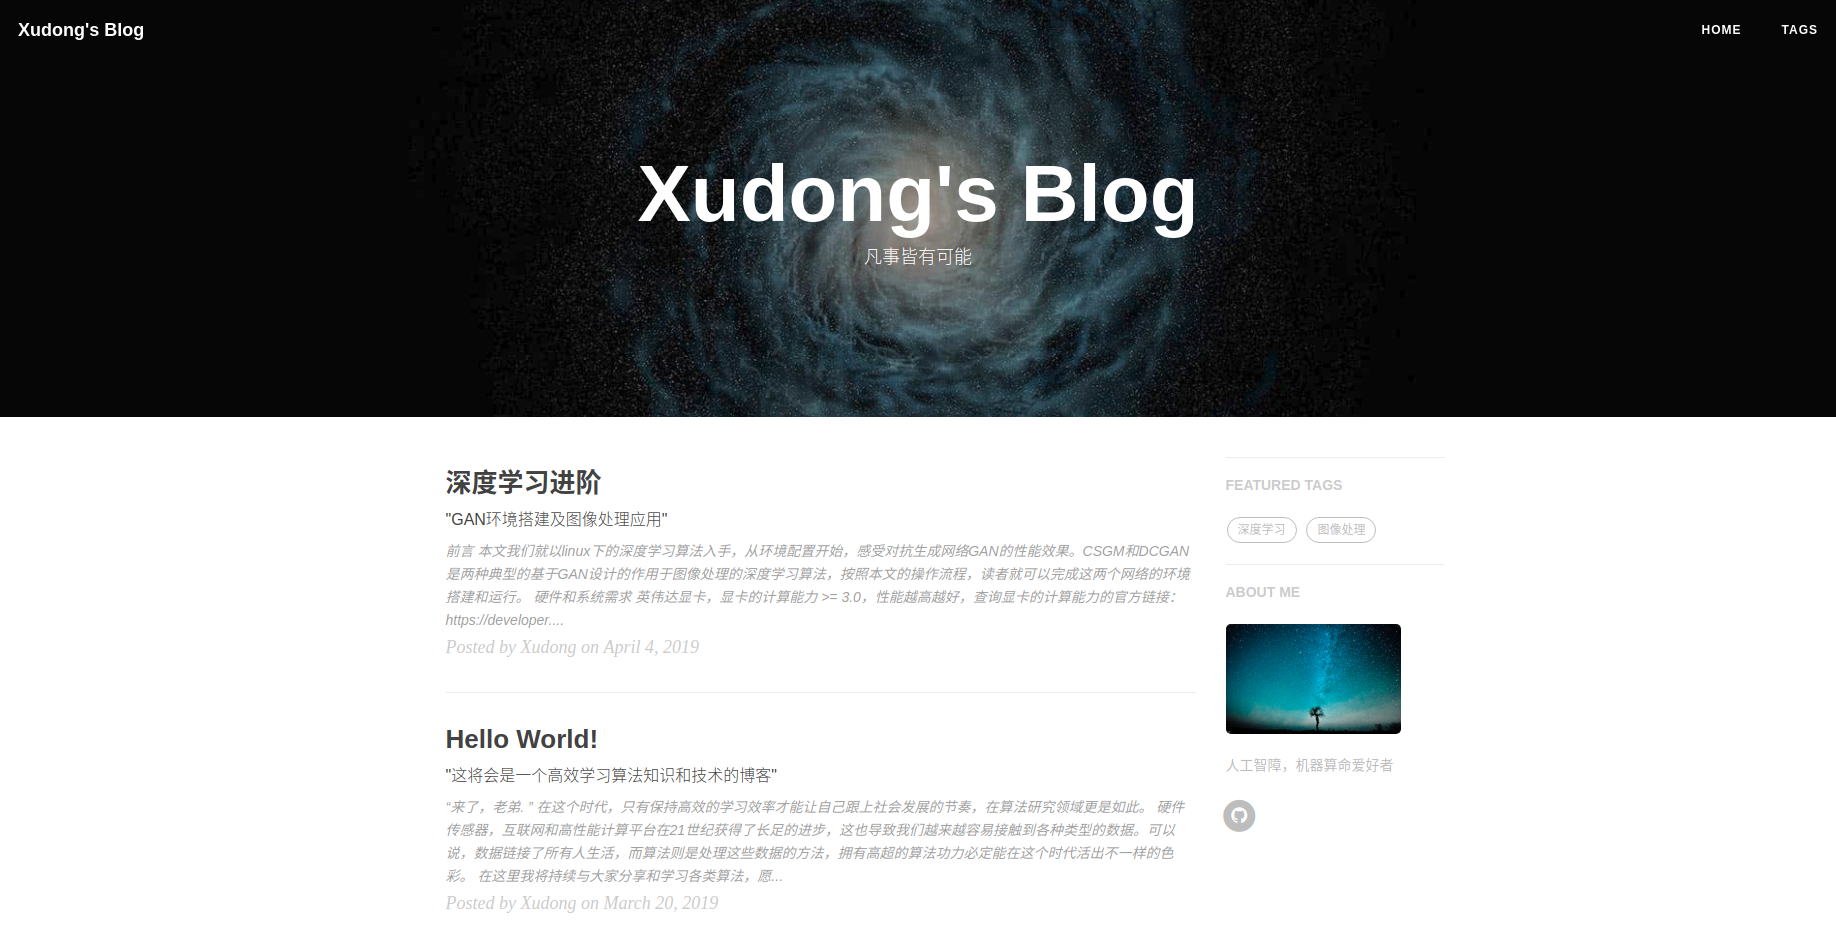 Xudong's Blog
HOME
TAGS
Xudong's Blog
凡事皆有可能
深度学习进阶
"GAN环境搭建及图像处理应用"
前言 本文我们就以linux下的深度学习算法入手，从环境配置开始，感受对抗生成网络GAN的性能效果。CSGM和DCGAN
是两种典型的基于GAN设计的作用于图像处理的深度学习算法，按照本文的操作流程，读者就可以完成这两个网络的环境
搭建和运行。 硬件和系统需求 英伟达显卡，显卡的计算能力 >= 3.0，性能越高越好，查询显卡的计算能力的官方链接：
https://developer....
Posted by Xudong on April 4, 2019
Hello World!
"这将会是一个高效学习算法知识和技术的博客"
“来了，老弟. ” 在这个时代，只有保持高效的学习效率才能让自己跟上社会发展的节奏，在算法研究领域更是如此。 硬件
传感器，互联网和高性能计算平台在21世纪获得了长足的进步，这也导致我们越来越容易接触到各种类型的数据。可以
说，数据链接了所有人生活，而算法则是处理这些数据的方法，拥有高超的算法功力必定能在这个时代活出不一样的色
彩。 在这里我将持续与大家分享和学习各类算法，愿...
Posted by Xudong on March 20, 2019
FEATURED TAGS
深度学习
图像处理
ABOUT ME
人工智障，机器算命爱好者